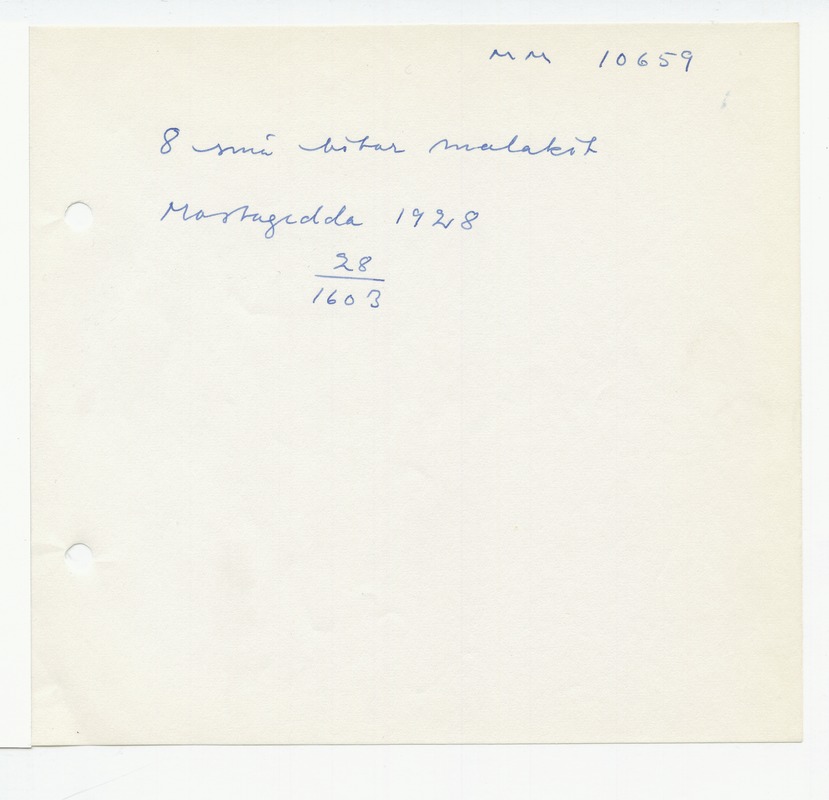 MM 10659
8 små bitar malakit
Mostagedda 1928
28
1603